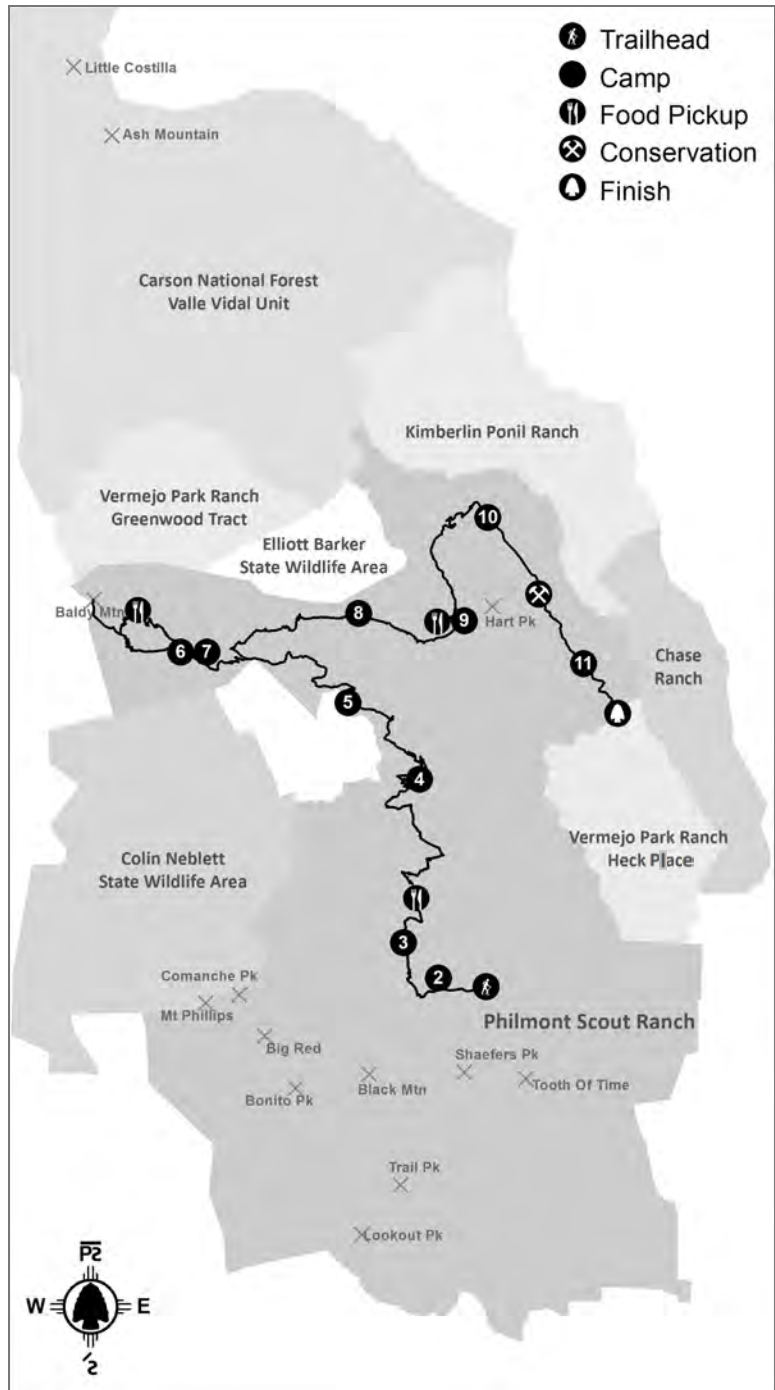 Trailhead
Camp
Food Pickup
Conservation
Finish
Little Costilla
Ash Mountain
Carson National Forest
Valle Vidal Unit
Kimberlin Ponil Ranch
Vermejo Park Ranch
Greenwood Tract
Elliott Barker
State Wildlife Area
10
Baldy Mtn
8
9
Hart Pk
6
7
11
Chase
Ranch
5
4
Vermejo Park Ranch
Heck Place
Colin Neblett
State Wildlife Area
3
2
Comanche Pk
Mt Phillips
Philmont Scout Ranch
Big Red
Shaefers Pk
Bonito Pk
Black Mtn
Tooth Of Time
Trail Pk
Lookout Pk
W
E